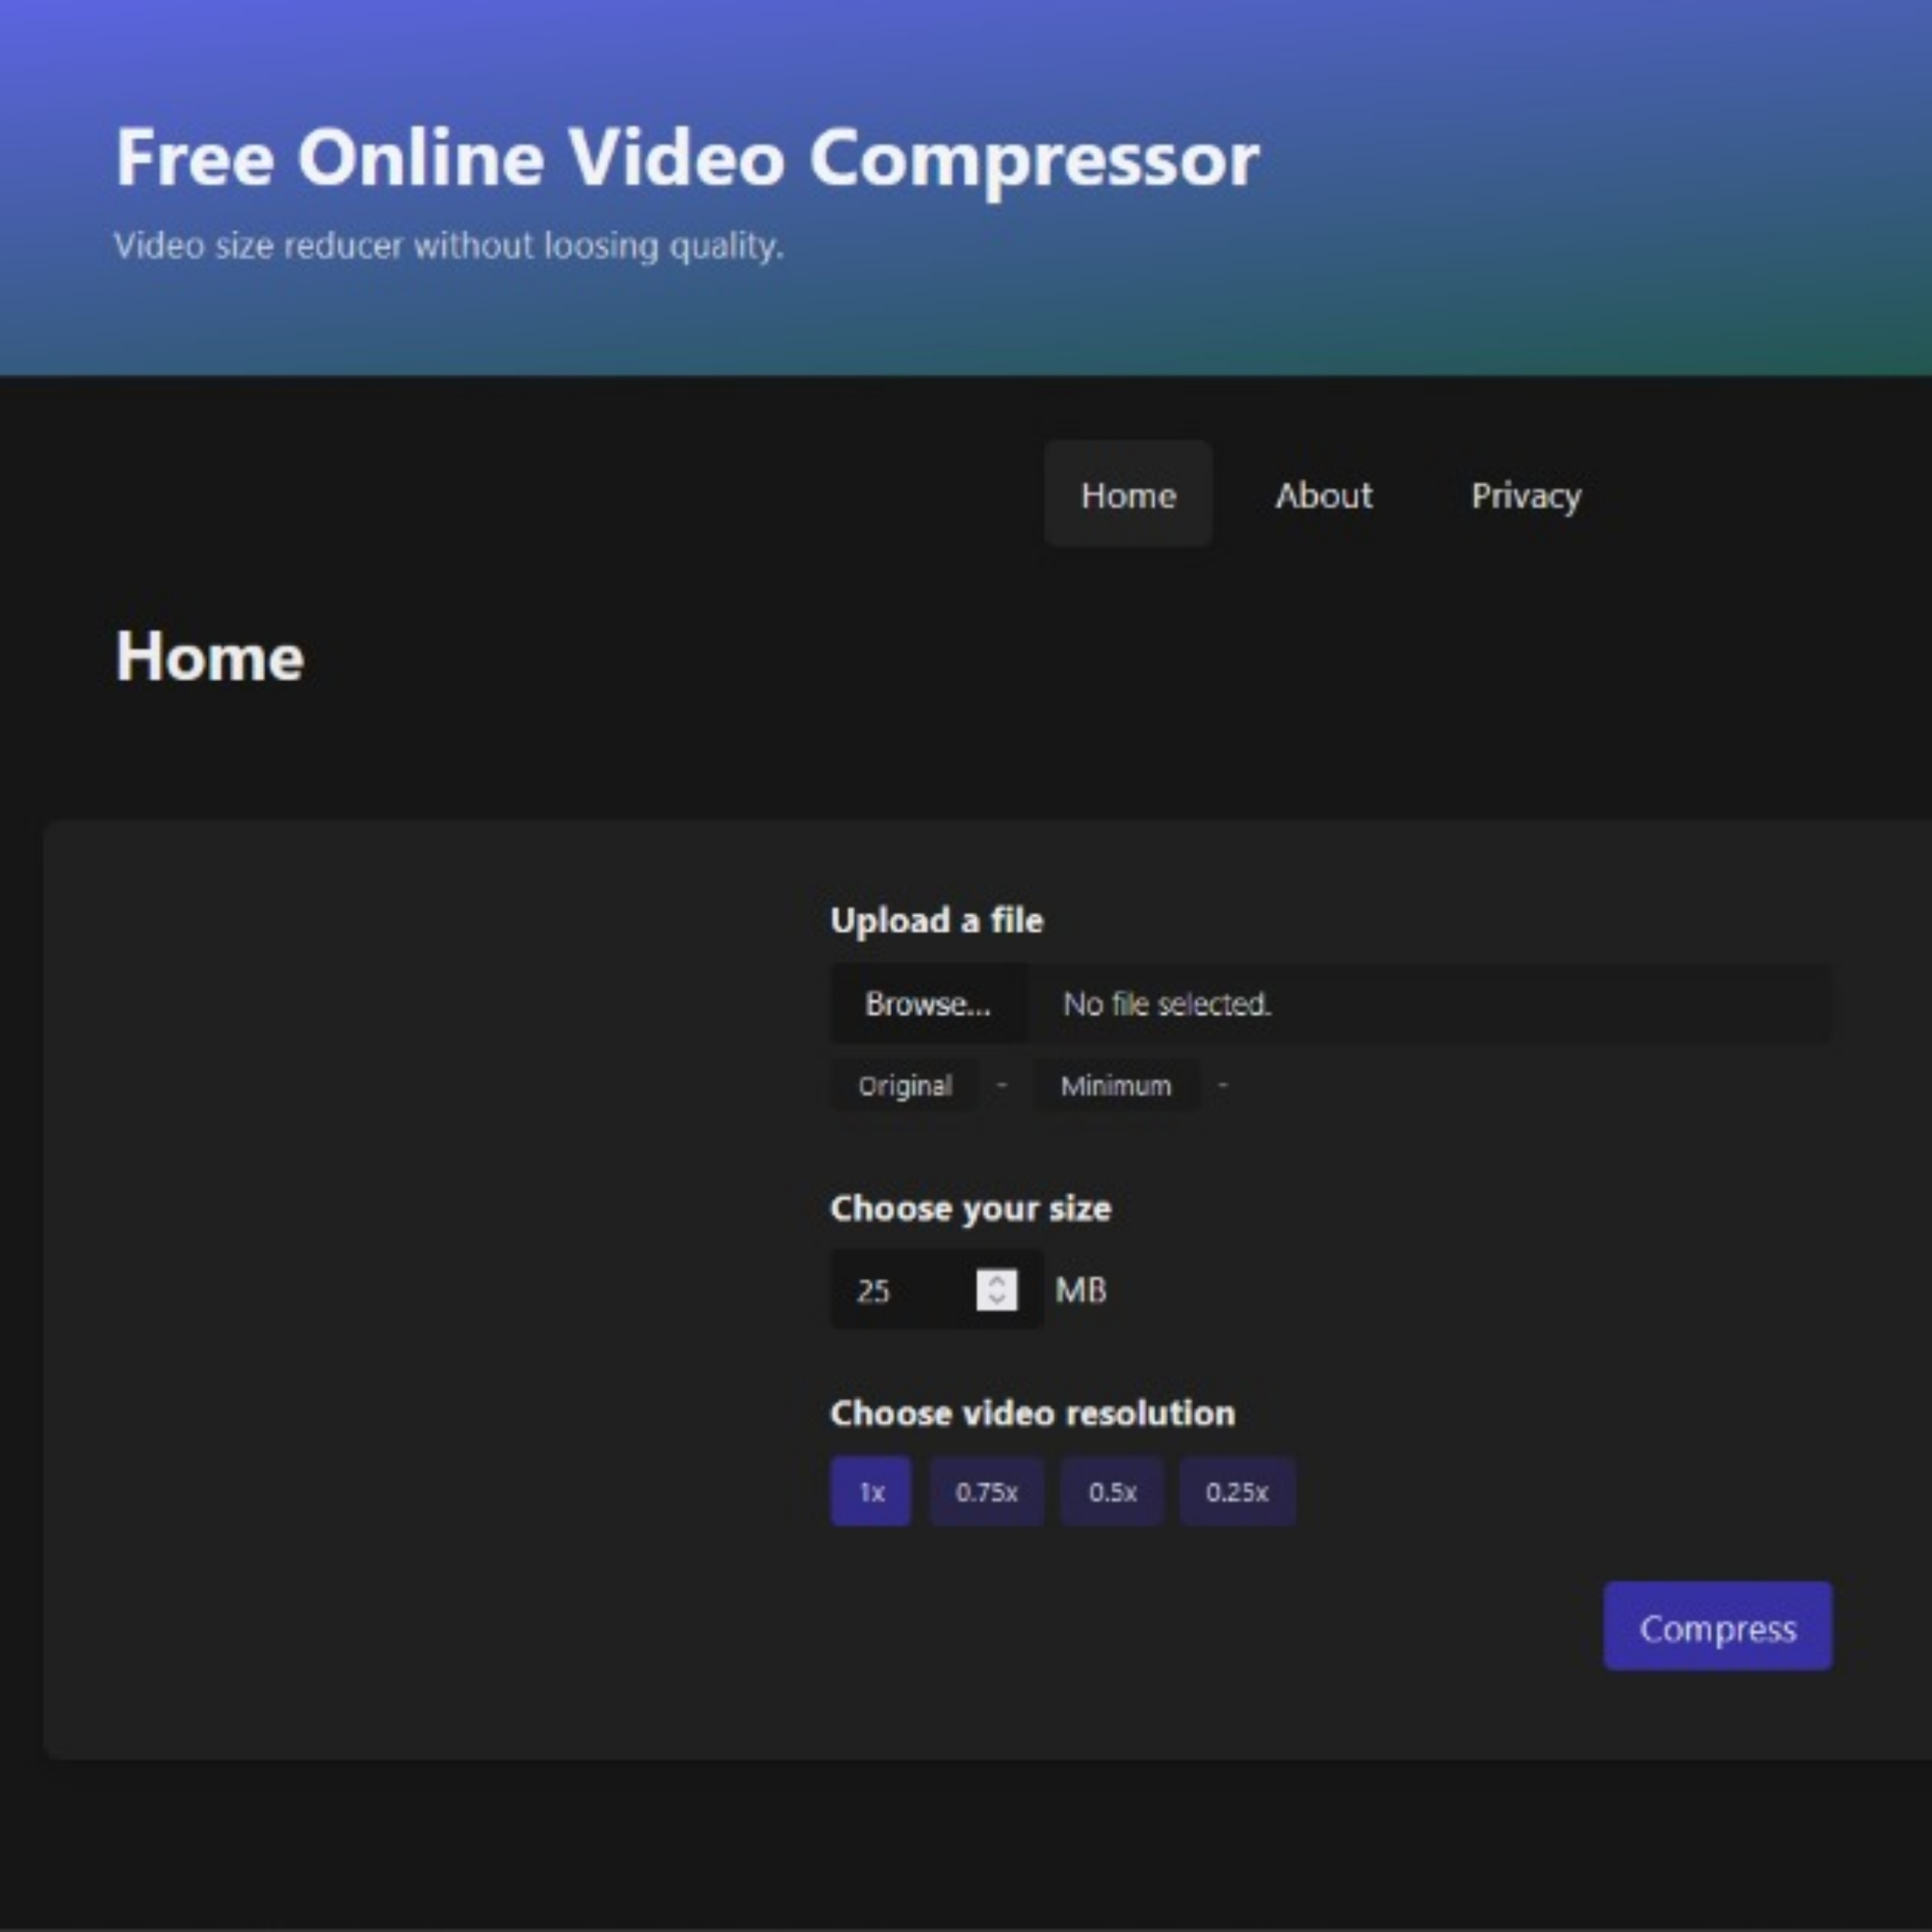 Free Online Video Compressor
Video size reducer without loosing quality.
Home About Privacy
Home
Upload a file
Browse... No file selected.
Original - Minimum -
Choose your size
25 MB
Choose video resolution
1x 0.75x 0.5x 0.25x
Compress